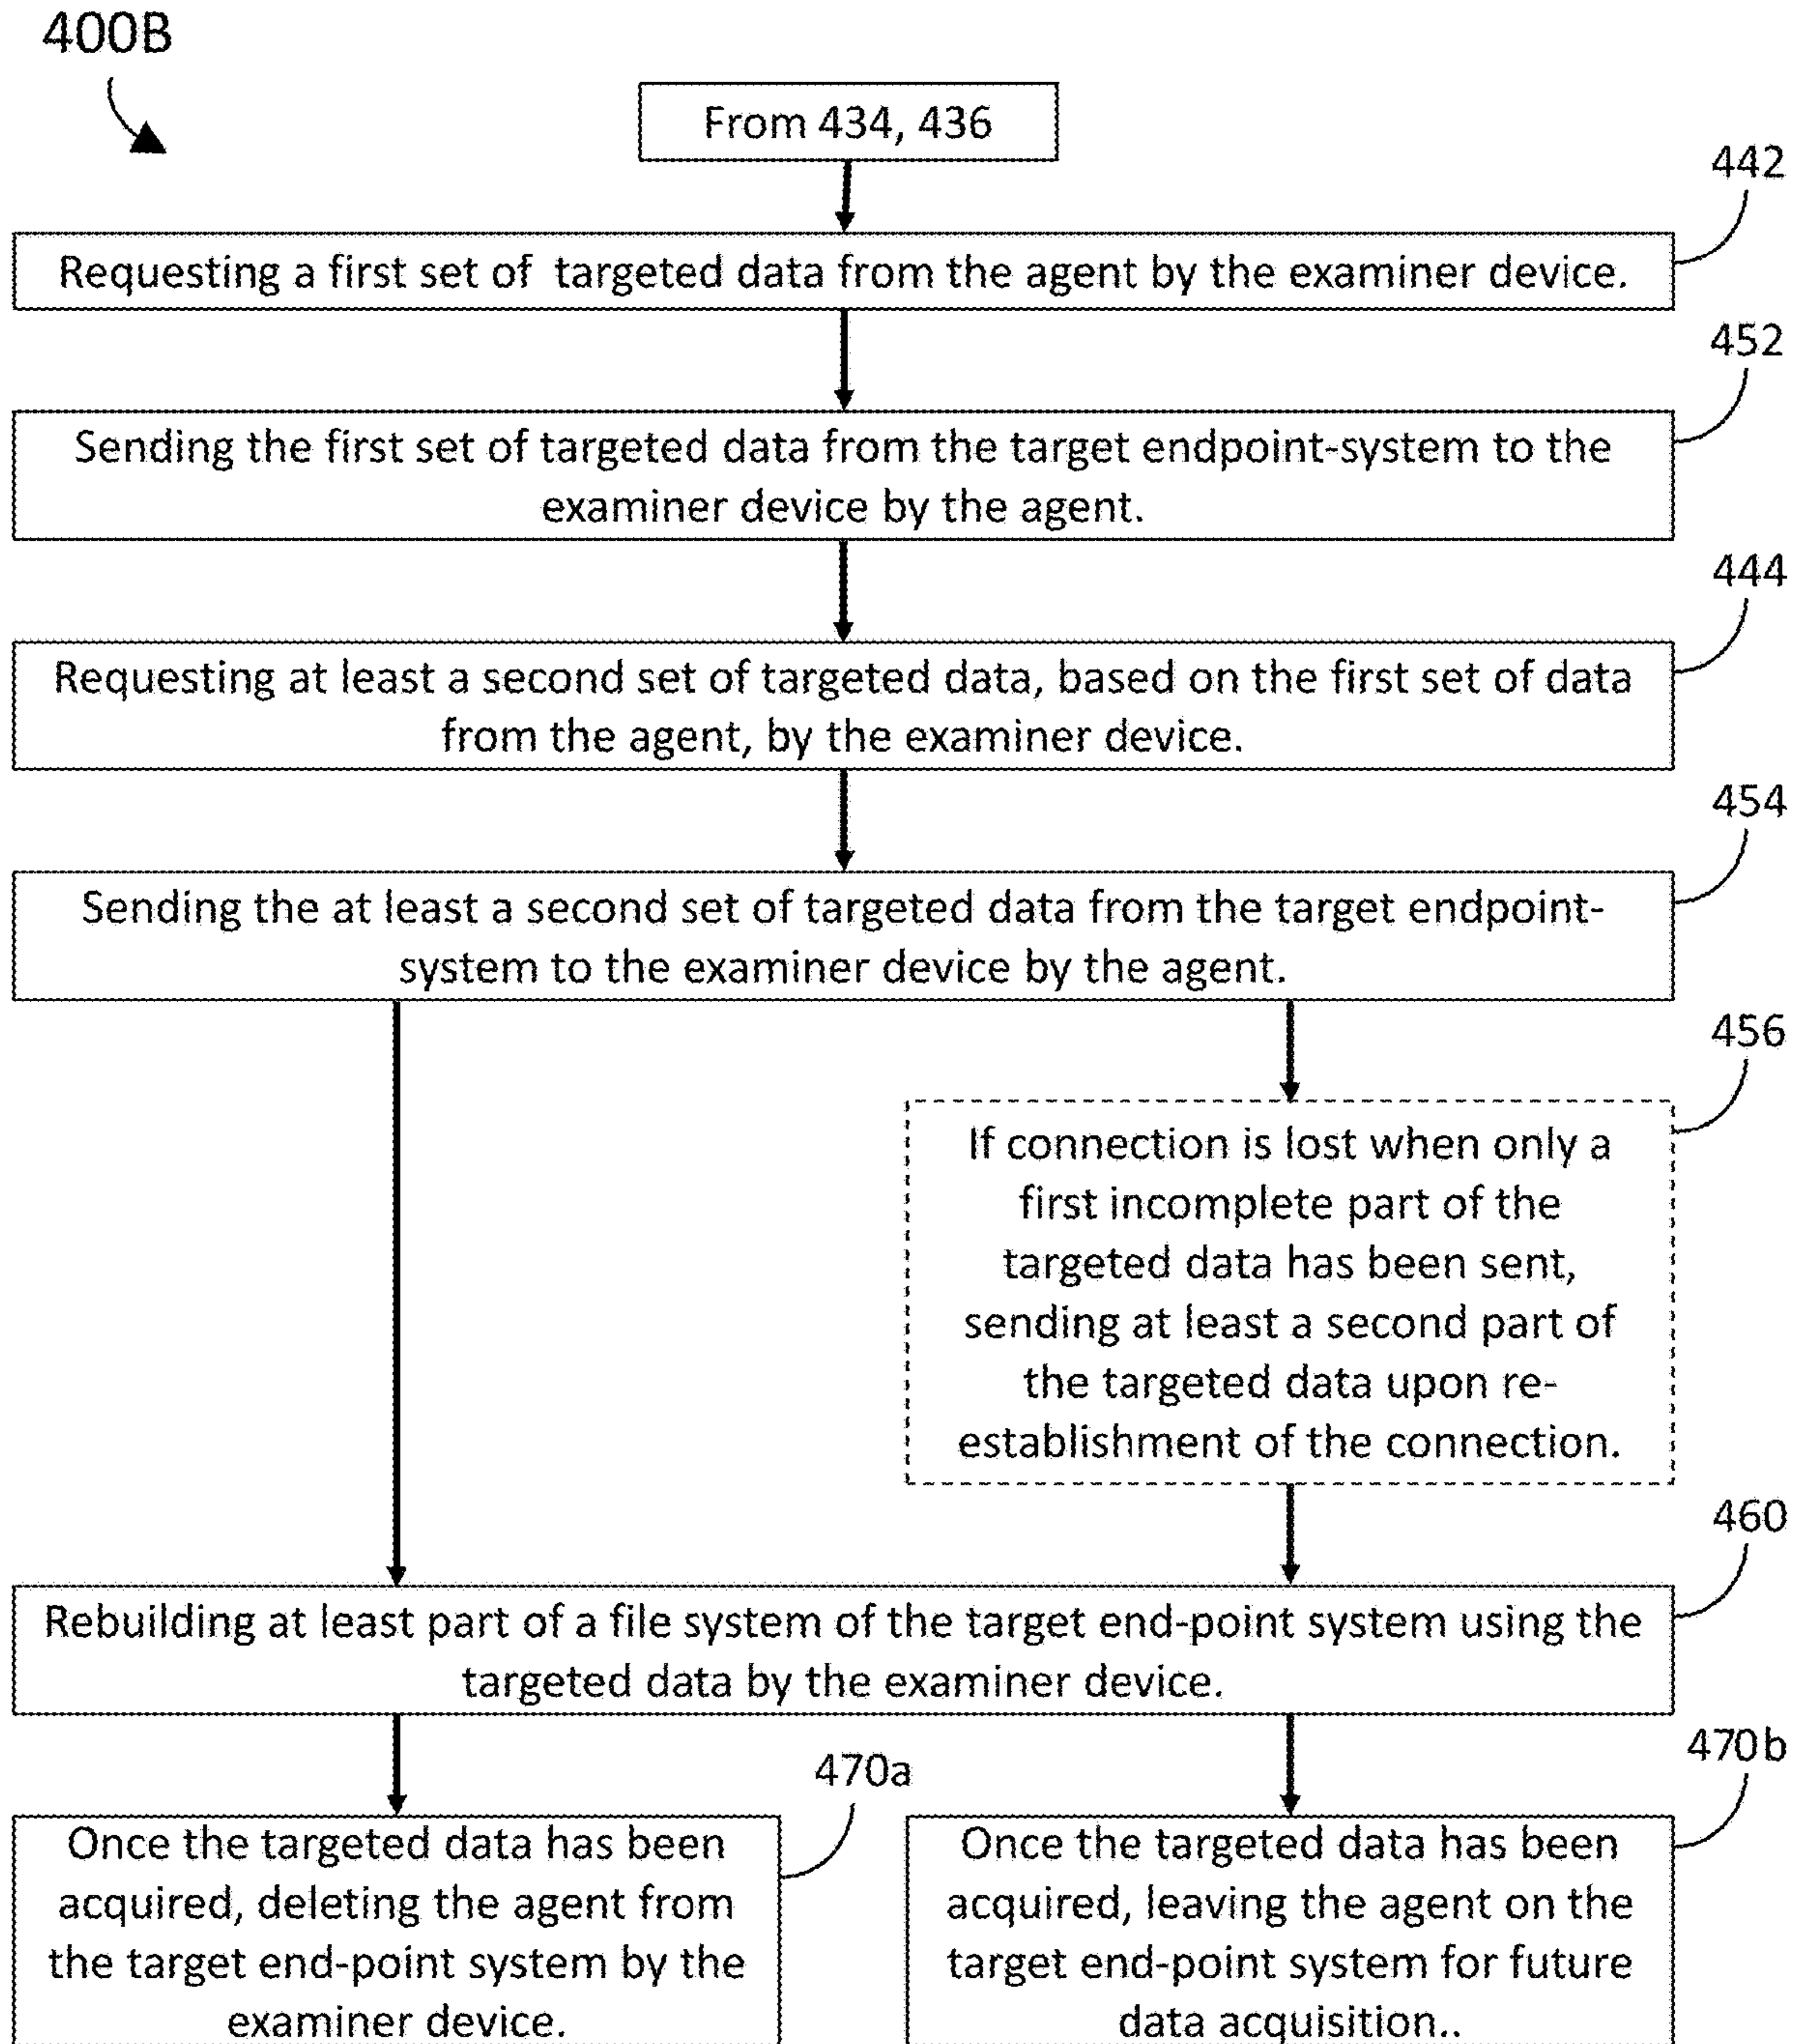 400B
From 434, 436
442
Requesting a first set of targeted data from the agent by the examiner device.
452
Sending the first set of targeted data from the target endpoint-system to the
examiner device by the agent.
444
Requesting at least a second set of targeted data, based on the first set of data
from the agent, by the examiner device.
454
Sending the at least a second set of targeted data from the target endpoint-
system to the examiner device by the agent.
456
If connection is lost when only a
first incomplete part of the
targeted data has been sent,
sending at least a second part of
the targeted data upon re-
establishment of the connection.
460
Rebuilding at least part of a file system of the target end-point system using the
targeted data by the examiner device.
470a
Once the targeted data has been
acquired, deleting the agent from
the target end-point system by the
examiner device.
470b
Once the targeted data has been
acquired, leaving the agent on the
target end-point system for future
data acquisition..